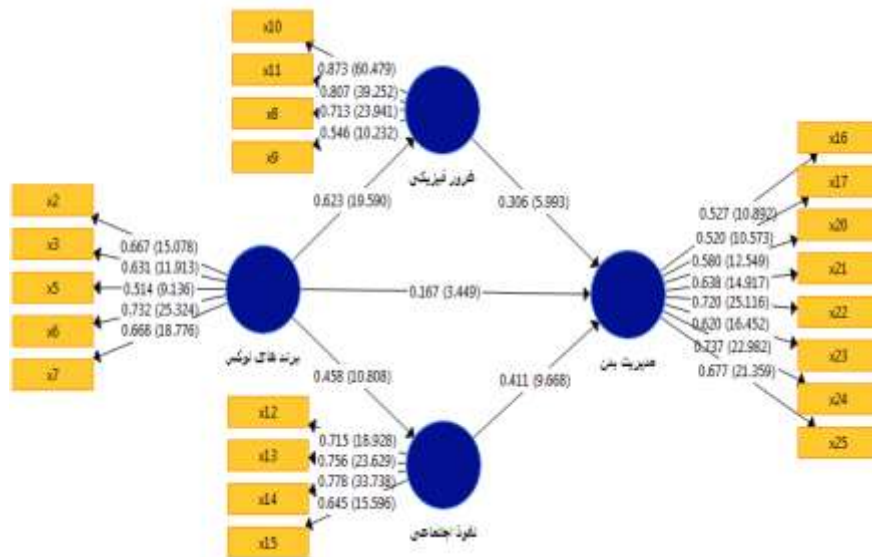 x10
x11
x8
x9
0.873 (60.479)
0.807 (39.252)
0.713 (23.941)
0.546 (10.232)
غرور فیزیکی
x2
x3
x5
x6
x7
0.667 (15.078)
0.631 (11.913)
0.514 (9.136)
0.732 (25.324)
0.668 (18.776)
برند های لوکس
0.623 (19.590)
0.306 (5.993)
0.167 (3.449)
0.458 (10.808)
0.411 (9.668)
x12
x13
x14
x15
0.715 (18.928)
0.756 (23.629)
0.778 (33.738)
0.645 (15.596)
نفوذ اجتماعی
مدیریت بدن
0.527 (10.892)
0.520 (10.573)
0.580 (12.549)
0.638 (14.917)
0.720 (25.116)
0.620 (16.452)
0.737 (22.982)
0.677 (21.359)
x16
x17
x20
x21
x22
x23
x24
x25